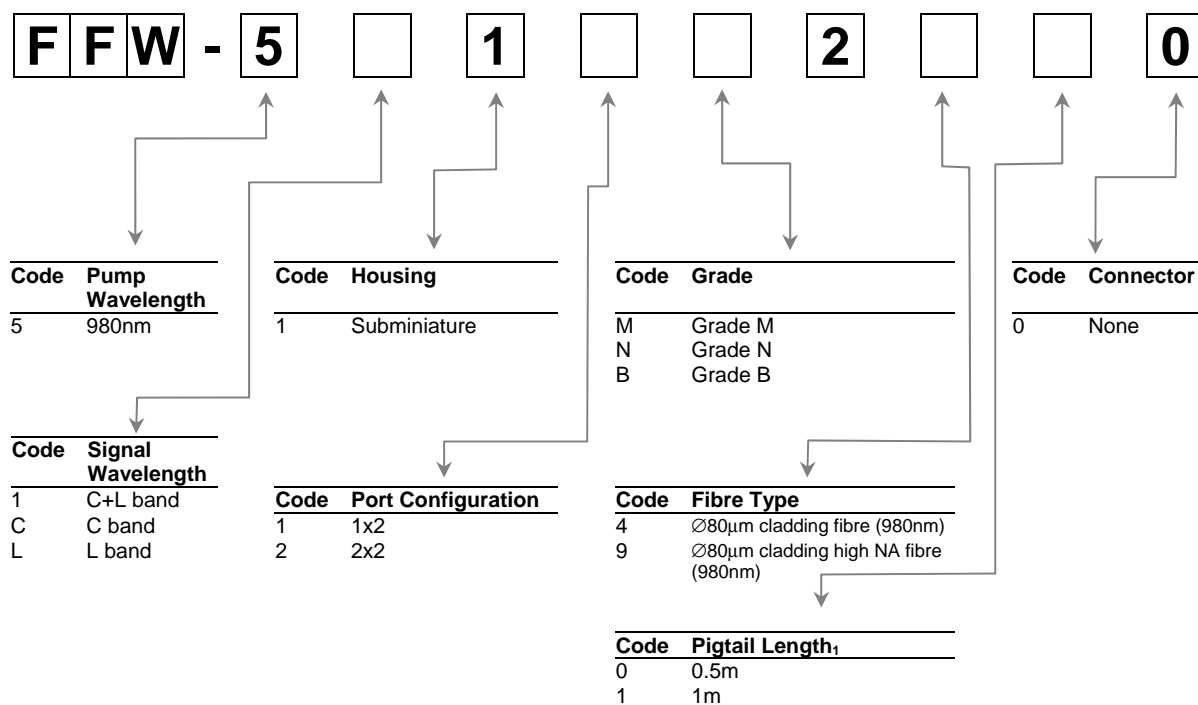 FFW-5 1 2 0
Code Pump Wavelength
5 980nm
Code Housing
1 Subminiature
Code Grade
M Grade M
N Grade N
B Grade B
Code Connector
0 None
Code Signal Wavelength
1 C+L band
C C band
L L band
Code Port Configuration
1 1x2
2 2x2
Code Fibre Type
4 ∅80μm cladding fibre (980nm)
9 ∅80μm cladding high NA fibre
(980nm)
Code Pigtail Length₁
0 0.5m
1 1m